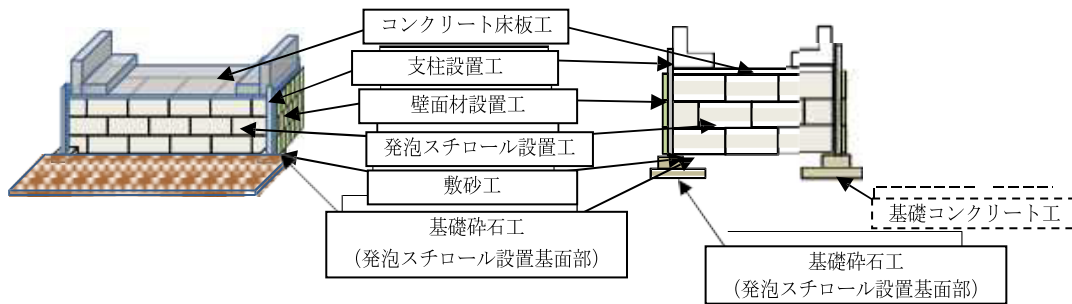 コンクリート床板工
支柱設置工
壁面材設置工
発泡スチロール設置工
敷砂工
基礎砕石工
（発泡スチロール設置基面部）
基礎コンクリート工
基礎砕石工
（発泡スチロール設置基面部）